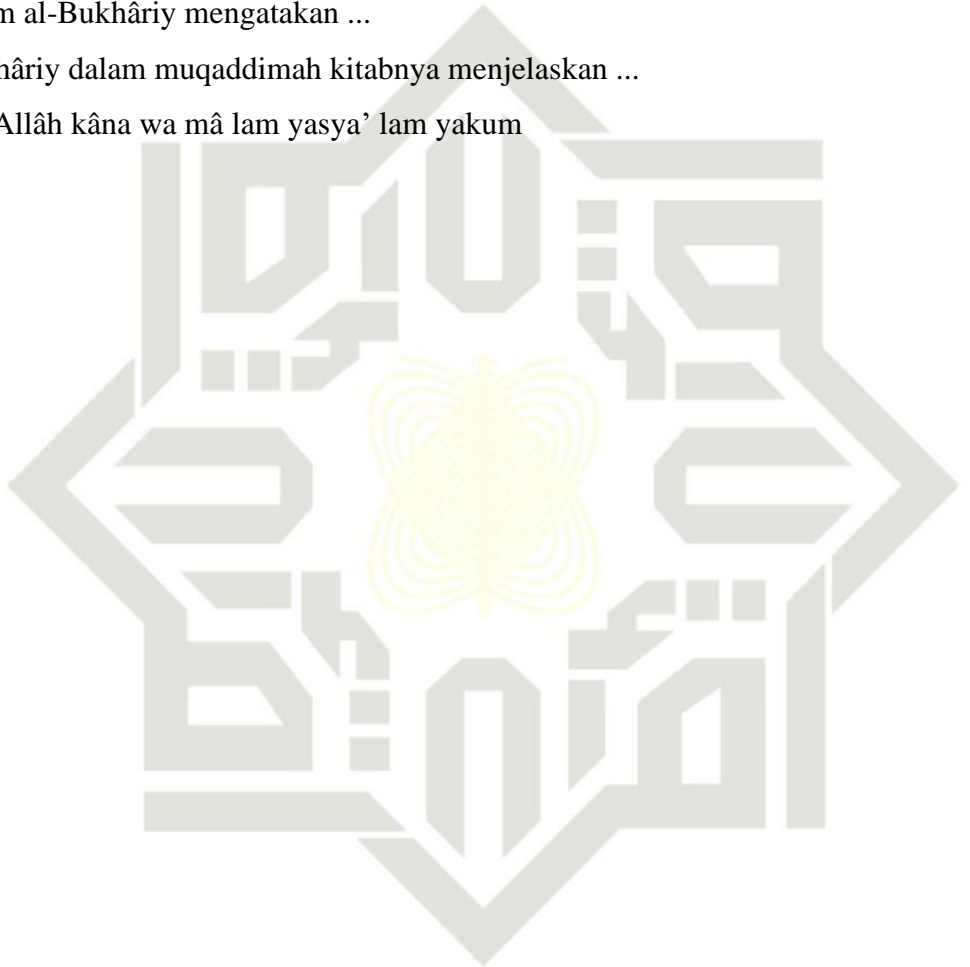 m al-Bukhâriy mengatakan ...
hâriy dalam muqaddimah kitabnya menjelaskan ...
Allâh kâna wa mâ lam yasya’ lam yakum